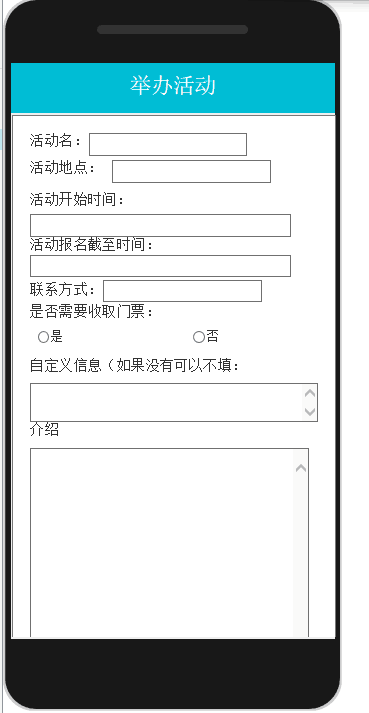 举办活动
活动名：
活动地点：
活动开始时间：
活动报名截至时间：
联系方式：
是否需要收取门票：
是 否
自定义信息（如果没有可以不填：
介绍